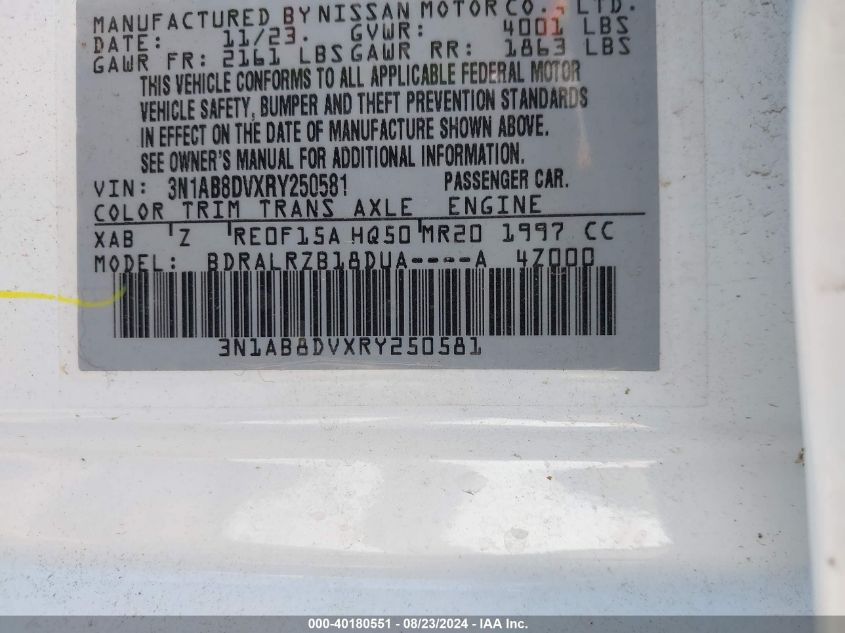 MANUFACTURED BY NISSAN MOTOR CO., LTD.
DATE: 11/23. GVWR: 4001 LBS
GAWR FR: 2161 LBS GAWR RR: 1863 LBS
THIS VEHICLE CONFORMS TO ALL APPLICABLE FEDERAL MOTOR
VEHICLE SAFETY, BUMPER AND THEFT PREVENTION STANDARDS
IN EFFECT ON THE DATE OF MANUFACTURE SHOWN ABOVE.
SEE OWNER'S MANUAL FOR ADDITIONAL INFORMATION.
VIN: 3N1AB8DVXRY250581 PASSENGER CAR.
COLOR TRIM TRANS AXLE ENGINE
XAB Z RE0F15A HQ50 MR20 1997 CC
MODEL: BDRALRZB18DUA----A 4Z000
3N1AB8DVXRY250581
000-40180551 - 08/23/2024 - IAA Inc.